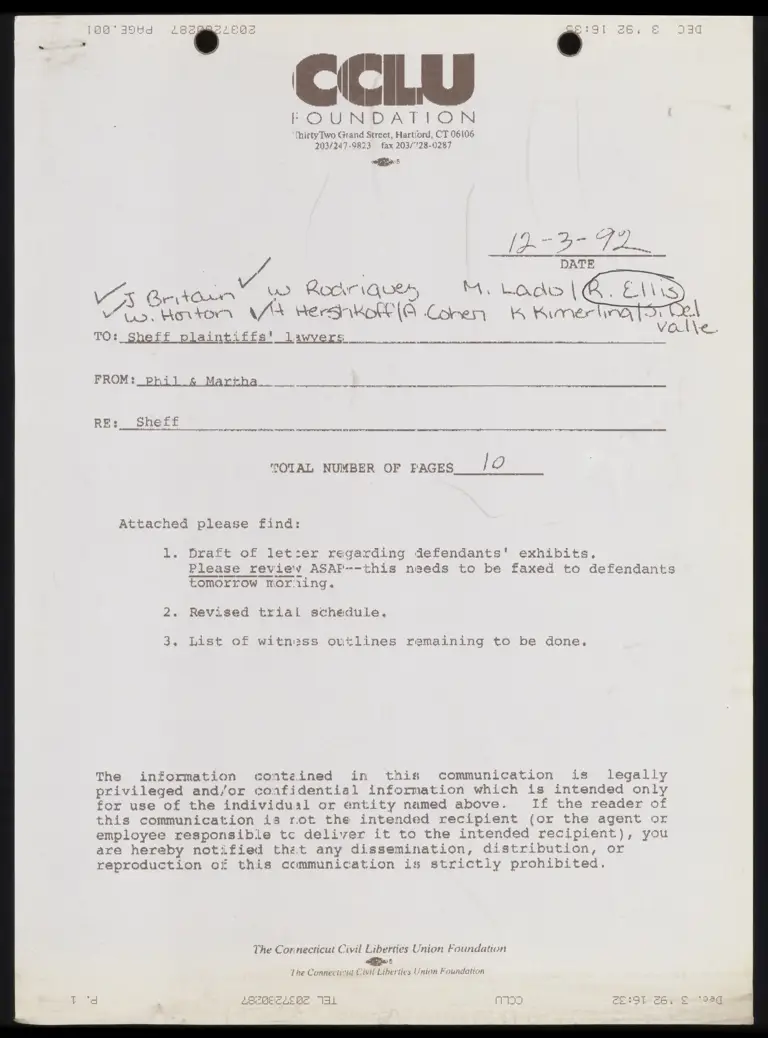 DEC 3 '92 16:35 2037280287 PAGE.001
CCLU
FOUNDATION
ThirtyTwo Grand Street, Hartford, CT 06106
203/247-9823 fax 203/728-0287
12-3-92
DATE
✓J Britain ✓ W Rodriguez M. Lado / R. Ellis
✓W. Horton ✓H Hershkoff/A. Cohen K Kimerling/S. Del Valle
TO: Sheff plaintiffs' lawyers
FROM: Phil & Martha
RE: Sheff
TOTAL NUMBER OF PAGES 10
Attached please find:
1. Draft of letter regarding defendants' exhibits.
Please review ASAP--this needs to be faxed to defendants
tomorrow morning.
2. Revised trial schedule.
3. List of witness outlines remaining to be done.
The information contained in this communication is legally
privileged and/or confidential information which is intended only
for use of the individual or entity named above. If the reader of
this communication is not the intended recipient (or the agent or
employee responsible to deliver it to the intended recipient), you
are hereby notified that any dissemination, distribution, or
reproduction of this communication is strictly prohibited.
The Connecticut Civil Liberties Union Foundation
The Connecticut Civil Liberties Union Foundation
Dec. 3 '92 16:32 CCLU TEL 2037280287 P. 1